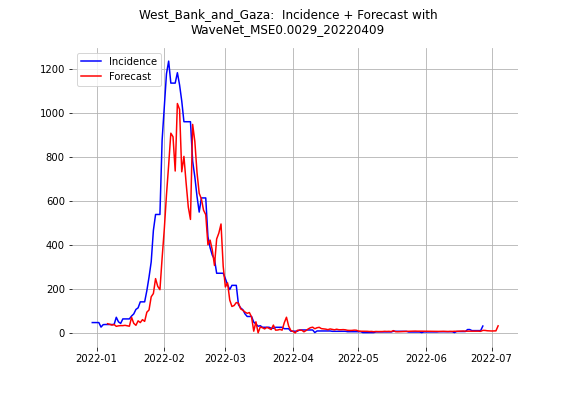 West_Bank_and_Gaza:  Incidence + Forecast with
WaveNet_MSE0.0029_20220409
Incidence
Forecast
1200
1000
800
600
400
200
0
2022-01 2022-02 2022-03 2022-04 2022-05 2022-06 2022-07